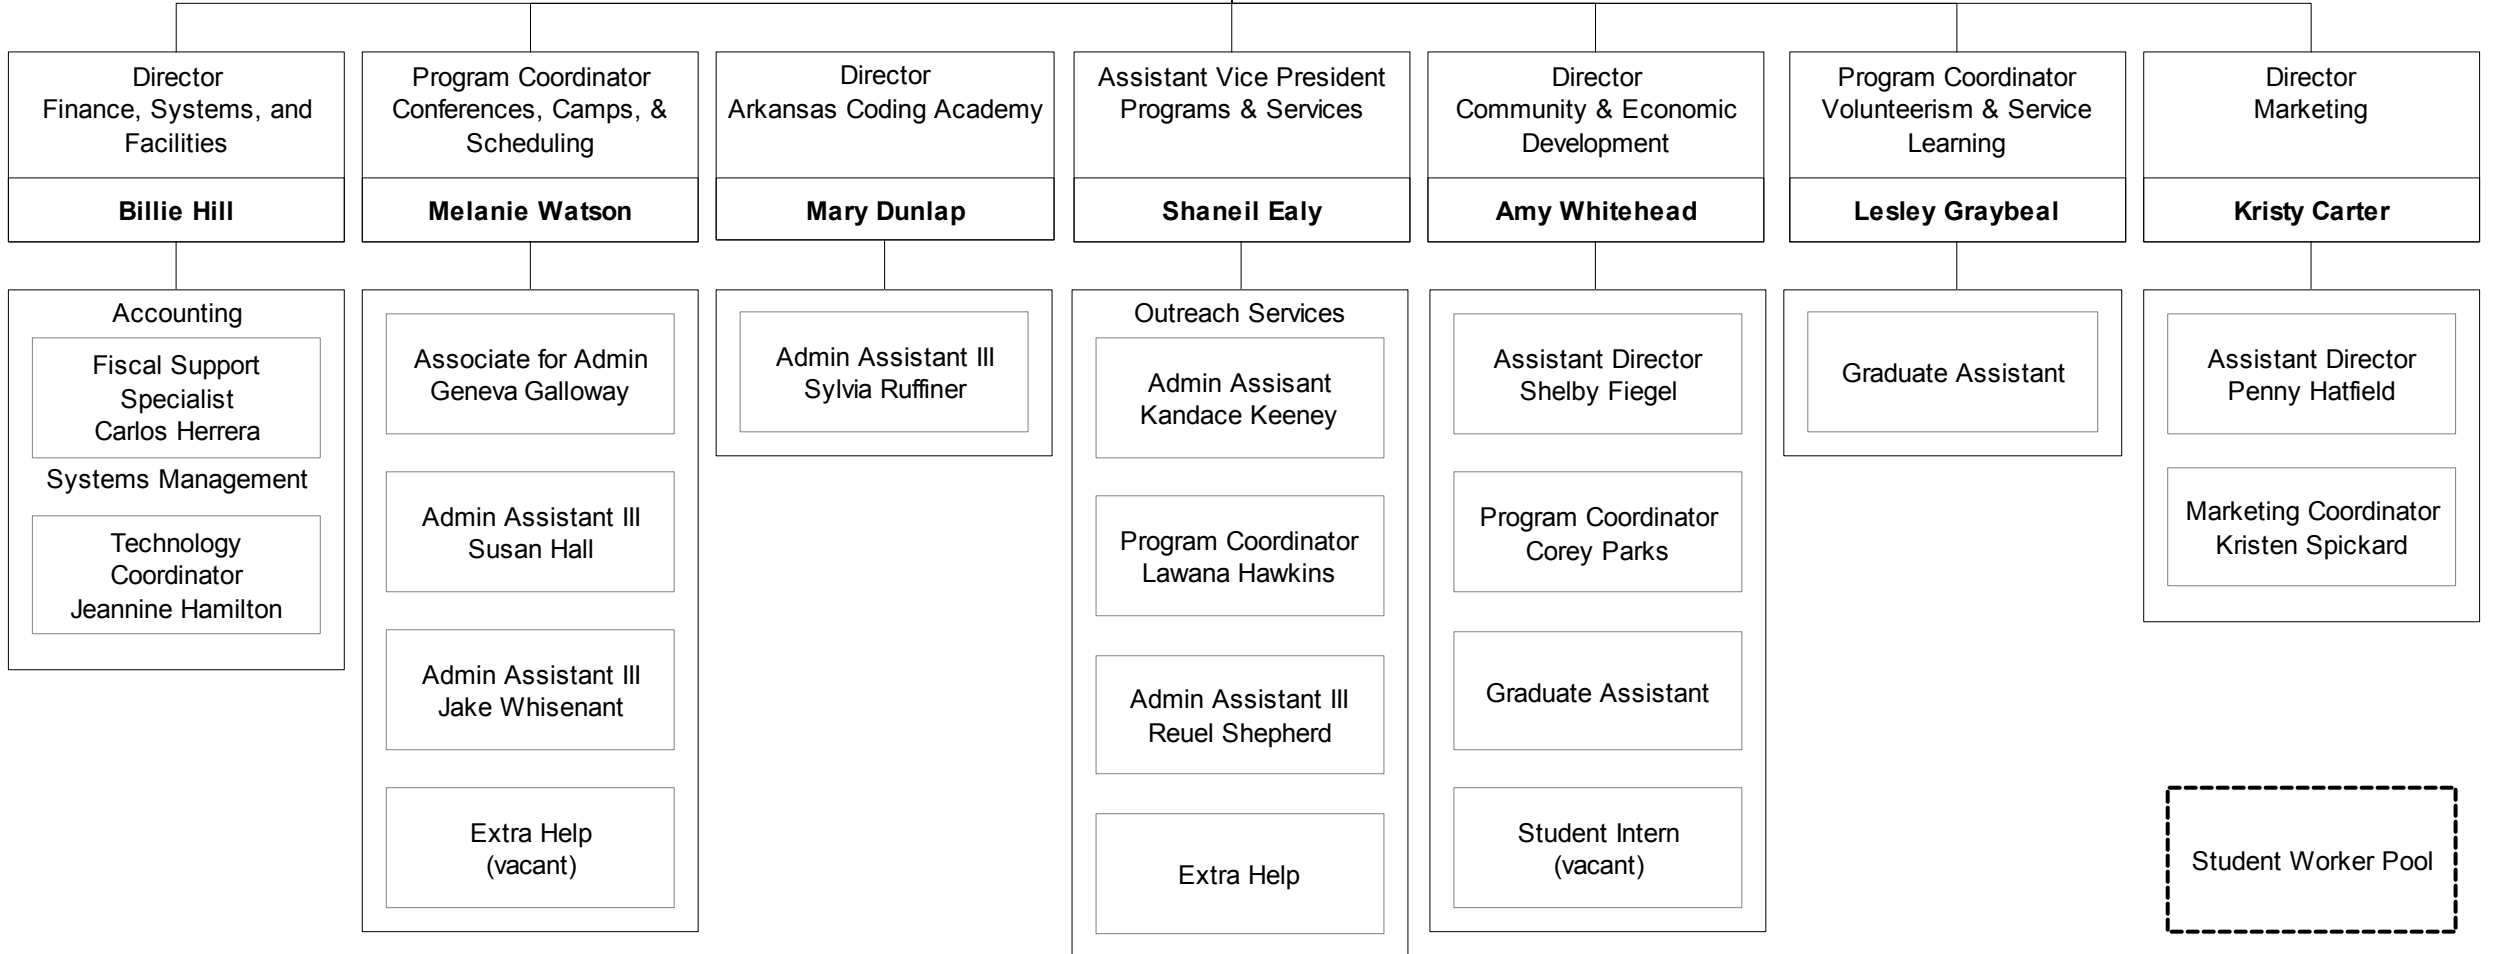 Director
Finance, Systems, and
Facilities
Billie Hill
Program Coordinator
Conferences, Camps, &
Scheduling
Melanie Watson
Director
Arkansas Coding Academy
Mary Dunlap
Assistant Vice President
Programs & Services
Shaneil Ealy
Director
Community & Economic
Development
Amy Whitehead
Program Coordinator
Volunteerism & Service
Learning
Lesley Graybeal
Director
Marketing
Kristy Carter
Accounting
Fiscal Support
Specialist
Carlos Herrera
Systems Management
Technology
Coordinator
Jeannine Hamilton
Associate for Admin
Geneva Galloway
Admin Assistant III
Susan Hall
Admin Assistant III
Jake Whisenant
Extra Help
(vacant)
Admin Assistant III
Sylvia Ruffiner
Outreach Services
Admin Assisant
Kandace Keeney
Program Coordinator
Lawana Hawkins
Admin Assistant III
Reuel Shepherd
Extra Help
Assistant Director
Shelby Fiegel
Program Coordinator
Corey Parks
Graduate Assistant
Student Intern
(vacant)
Graduate Assistant
Assistant Director
Penny Hatfield
Marketing Coordinator
Kristen Spickard
Student Worker Pool